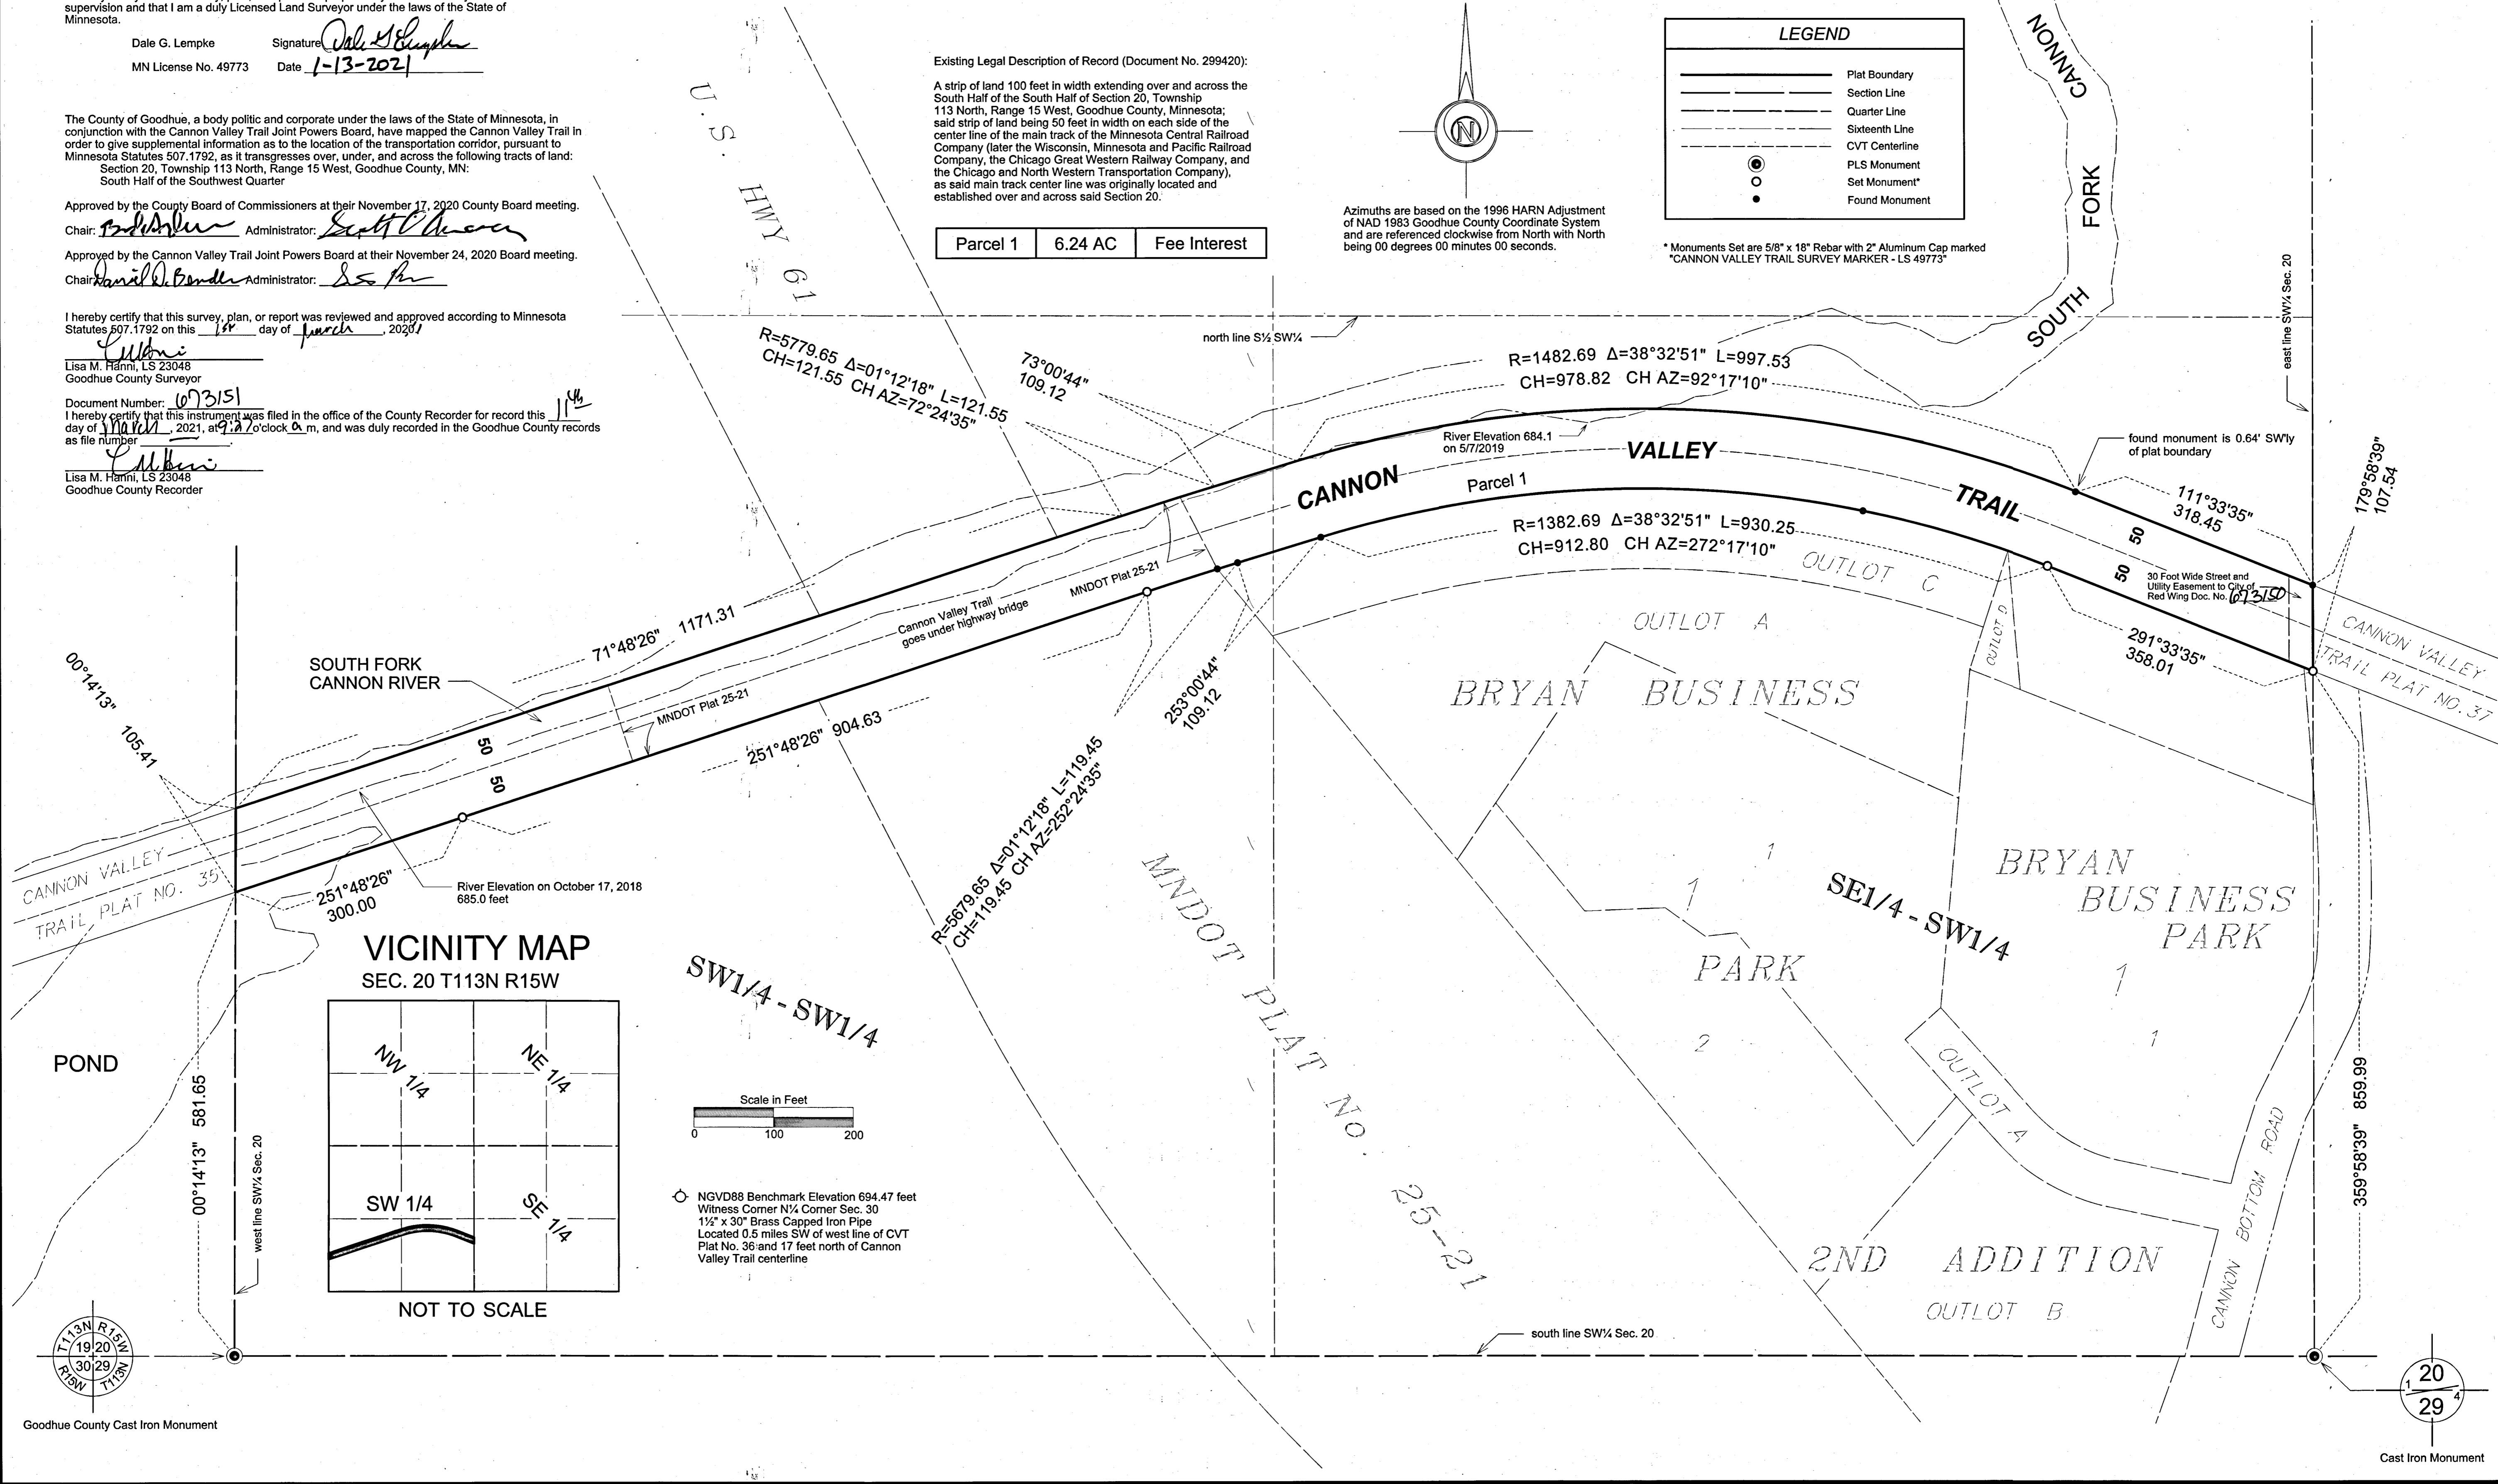 supervision and that I am a duly Licensed Land Surveyor under the laws of the State of
Minnesota.
Dale G. Lempke Signature
MN License No. 49773 Date 1-13-2021
The County of Goodhue, a body politic and corporate under the laws of the State of Minnesota, in
conjunction with the Cannon Valley Trail Joint Powers Board, have mapped the Cannon Valley Trail in
order to give supplemental information as to the location of the transportation corridor, pursuant to
Minnesota Statutes 507.1792, as it transgresses over, under, and across the following tracts of land:
Section 20, Township 113 North, Range 15 West, Goodhue County, MN:
South Half of the Southwest Quarter
Approved by the County Board of Commissioners at their November 17, 2020 County Board meeting.
Chair: Administrator:
Approved by the Cannon Valley Trail Joint Powers Board at their November 24, 2020 Board meeting.
Chair: Daniel D. Bender Administrator:
I hereby certify that this survey, plan, or report was reviewed and approved according to Minnesota
Statutes 507.1792 on this 1st day of March, 2021
Lisa M. Hanni, LS 23048
Goodhue County Surveyor
Document Number: 673151
I hereby certify that this instrument was filed in the office of the County Recorder for record this 11th
day of March, 2021, at 9:27 o'clock a m, and was duly recorded in the Goodhue County records
as file number
Lisa M. Hanni, LS 23048
Goodhue County Recorder
U.S. HWY 61
Existing Legal Description of Record (Document No. 299420):
A strip of land 100 feet in width extending over and across the
South Half of the South Half of Section 20, Township
113 North, Range 15 West, Goodhue County, Minnesota;
said strip of land being 50 feet in width on each side of the
center line of the main track of the Minnesota Central Railroad
Company (later the Wisconsin, Minnesota and Pacific Railroad
Company, the Chicago Great Western Railway Company, and
the Chicago and North Western Transportation Company),
as said main track center line was originally located and
established over and across said Section 20.
Parcel 1 6.24 AC Fee Interest
N
Azimuths are based on the 1996 HARN Adjustment
of NAD 1983 Goodhue County Coordinate System
and are referenced clockwise from North with North
being 00 degrees 00 minutes 00 seconds.
LEGEND
Plat Boundary
Section Line
Quarter Line
Sixteenth Line
CVT Centerline
PLS Monument
Set Monument*
Found Monument
* Monuments Set are 5/8" x 18" Rebar with 2" Aluminum Cap marked
"CANNON VALLEY TRAIL SURVEY MARKER - LS 49773"
CANNON
FORK
SOUTH
east line SW¼ Sec. 20
north line S½ SW¼
R=5779.65 Δ=01°12'18" L=121.55
CH=121.55 CH AZ=72°24'35"
73°00'44"
109.12
R=1482.69 Δ=38°32'51" L=997.53
CH=978.82 CH AZ=92°17'10"
River Elevation 684.1
on 5/7/2019
CANNON VALLEY TRAIL
Parcel 1
found monument is 0.64' SW'ly
of plat boundary
179°58'39"
107.54
111°33'35"
318.45
50
50
R=1382.69 Δ=38°32'51" L=930.25
CH=912.80 CH AZ=272°17'10"
30 Foot Wide Street and
Utility Easement to City of
Red Wing Doc. No. 673150
CANNON VALLEY
TRAIL PLAT NO. 37
291°33'35"
358.01
OUTLOT C
OUTLOT A
OUTLOT D
MNDOT Plat 25-21
Cannon Valley Trail
goes under highway bridge
71°48'26" 1171.31
SOUTH FORK
CANNON RIVER
MNDOT Plat 25-21
251°48'26" 904.63
253°00'44"
109.12
R=5679.65 Δ=01°12'18" L=119.45
CH=119.45 CH AZ=252°24'35"
50
50
00°14'13" 105.41
CANNON VALLEY
TRAIL PLAT NO. 35
251°48'26"
300.00
River Elevation on October 17, 2018
685.0 feet
BRYAN BUSINESS
PARK
1
1
2
SE1/4 - SW1/4
BRYAN
BUSINESS
PARK
1
1
VICINITY MAP
SEC. 20 T113N R15W
NW 1/4
NE 1/4
SW 1/4
SE 1/4
NOT TO SCALE
SW1/4 - SW1/4
MNDOT PLAT No. 25-21
POND
00°14'13" 581.65
west line SW¼ Sec. 20
Scale in Feet
0 100 200
NGVD88 Benchmark Elevation 694.47 feet
Witness Corner N¼ Corner Sec. 30
1½" x 30" Brass Capped Iron Pipe
Located 0.5 miles SW of west line of CVT
Plat No. 36 and 17 feet north of Cannon
Valley Trail centerline
OUTLOT A
2ND ADDITION
OUTLOT B
CANNON BOTTOM ROAD
359°58'39" 859.99
south line SW¼ Sec. 20
T113N R15W
19 20
30 29
R15W T113N
Goodhue County Cast Iron Monument
20
1 4
29
Cast Iron Monument